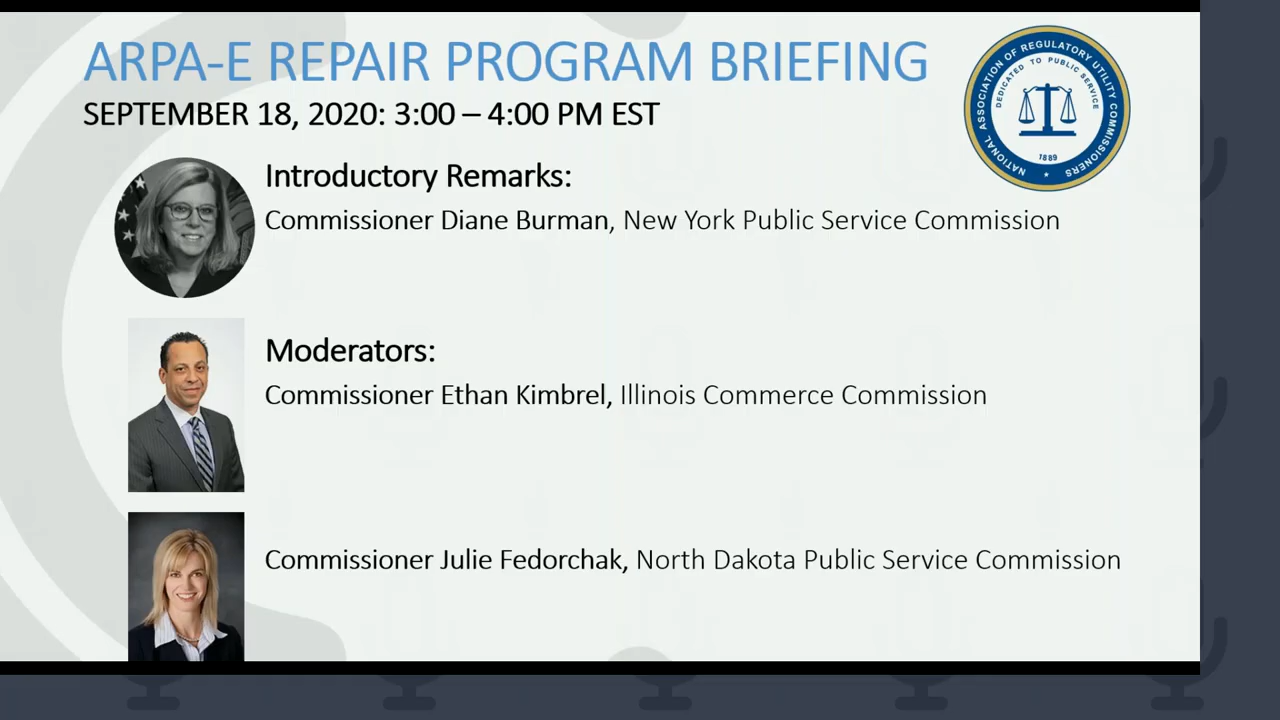 ARPA-E REPAIR PROGRAM BRIEFING
SEPTEMBER 18, 2020: 3:00 – 4:00 PM EST
NATIONAL ASSOCIATION OF REGULATORY UTILITY COMMISSIONERS
DEDICATED TO PUBLIC SERVICE
1889
Introductory Remarks:
Commissioner Diane Burman, New York Public Service Commission
Moderators:
Commissioner Ethan Kimbrel, Illinois Commerce Commission
Commissioner Julie Fedorchak, North Dakota Public Service Commission